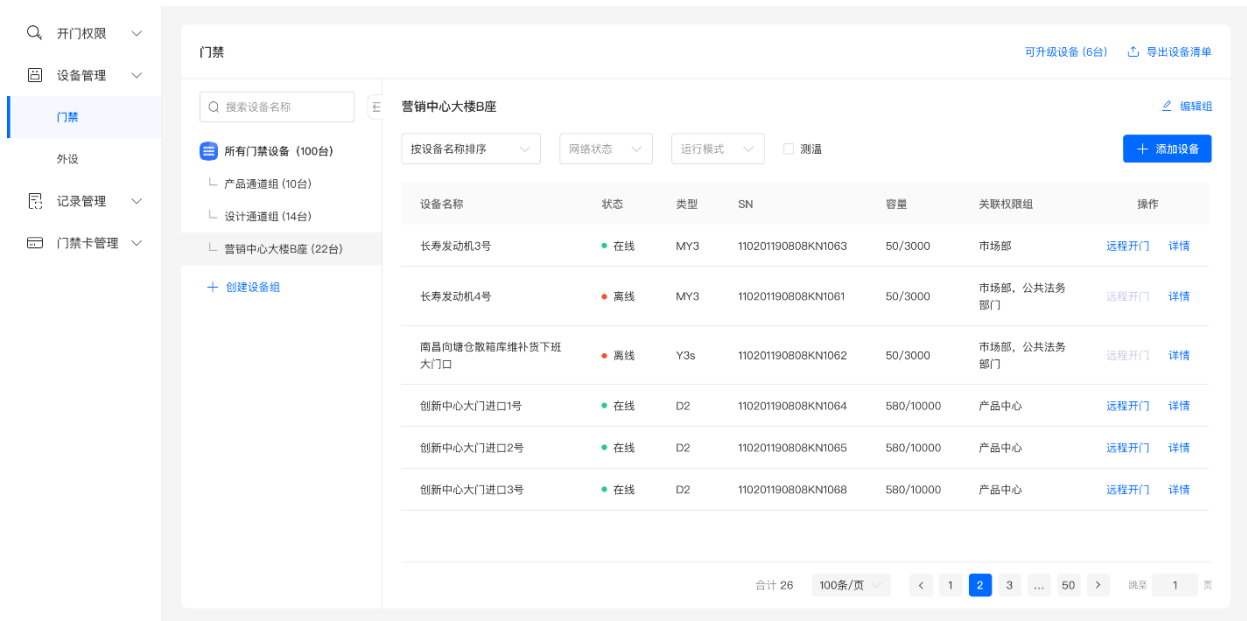 开门权限
设备管理
门禁
外设
记录管理
门禁卡管理
门禁
可升级设备 (6台)
导出设备清单
搜索设备名称
所有门禁设备（100台）
产品通道组 (10台)
设计通道组 (14台)
营销中心大楼B座 (22台)
创建设备组
营销中心大楼B座
编辑组
按设备名称排序 网络状态 运行模式 测温
添加设备
设备名称 状态 类型 SN 容量 关联权限组 操作
长寿发动机3号 在线 MY3 110201190808KN1063 50/3000 市场部 远程开门 详情
长寿发动机4号 离线 MY3 110201190808KN1061 50/3000 市场部，公共法务
部门 远程开门 详情
南昌向塘仓散箱库维补货下班
大门口 离线 Y3s 110201190808KN1062 50/3000 市场部，公共法务
部门 远程开门 详情
创新中心大门进口1号 在线 D2 110201190808KN1064 580/10000 产品中心 远程开门 详情
创新中心大门进口2号 在线 D2 110201190808KN1065 580/10000 产品中心 远程开门 详情
创新中心大门进口3号 在线 D2 110201190808KN1068 580/10000 产品中心 远程开门 详情
合计 26 100条/页 < 1 2 3 ... 50 > 跳至 1 页